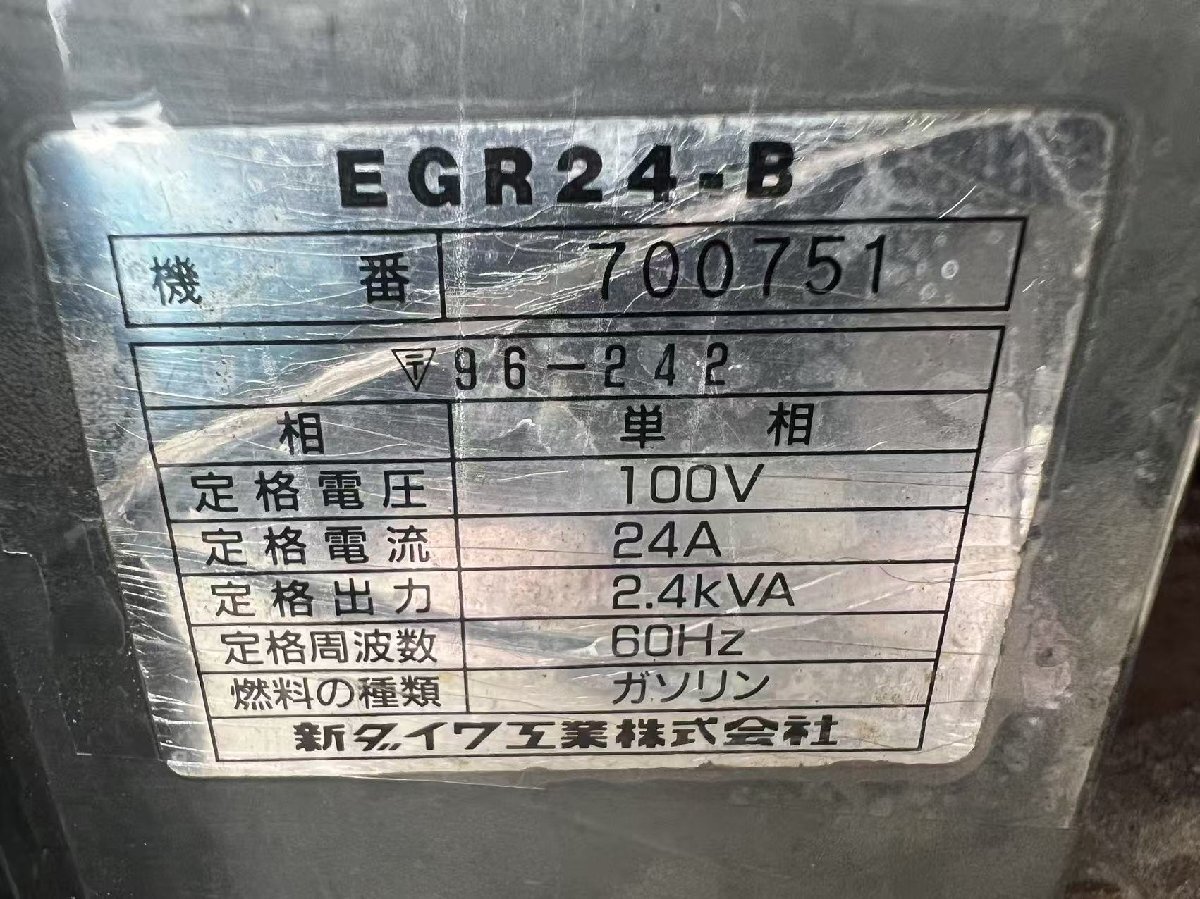 EGR24-B
機番 700751
〒96-242
相 単相
定格電圧 100V
定格電流 24A
定格出力 2.4kVA
定格周波数 60Hz
燃料の種類 ガソリン
新ダイワ工業株式会社